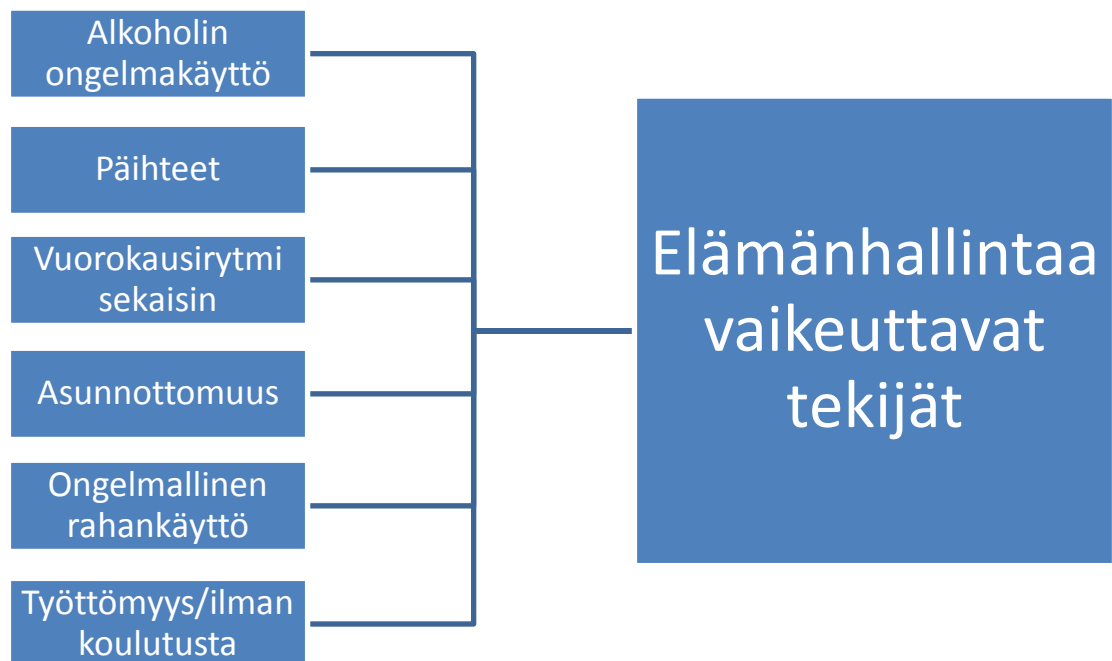 Alkoholin
ongelmakäyttö
Päihteet
Vuorokausirytmi
sekaisin
Asunnottomuus
Ongelmallinen
rahankäyttö
Työttömyys/ilman
koulutusta
Elämänhallintaa
vaikeuttavat
tekijät